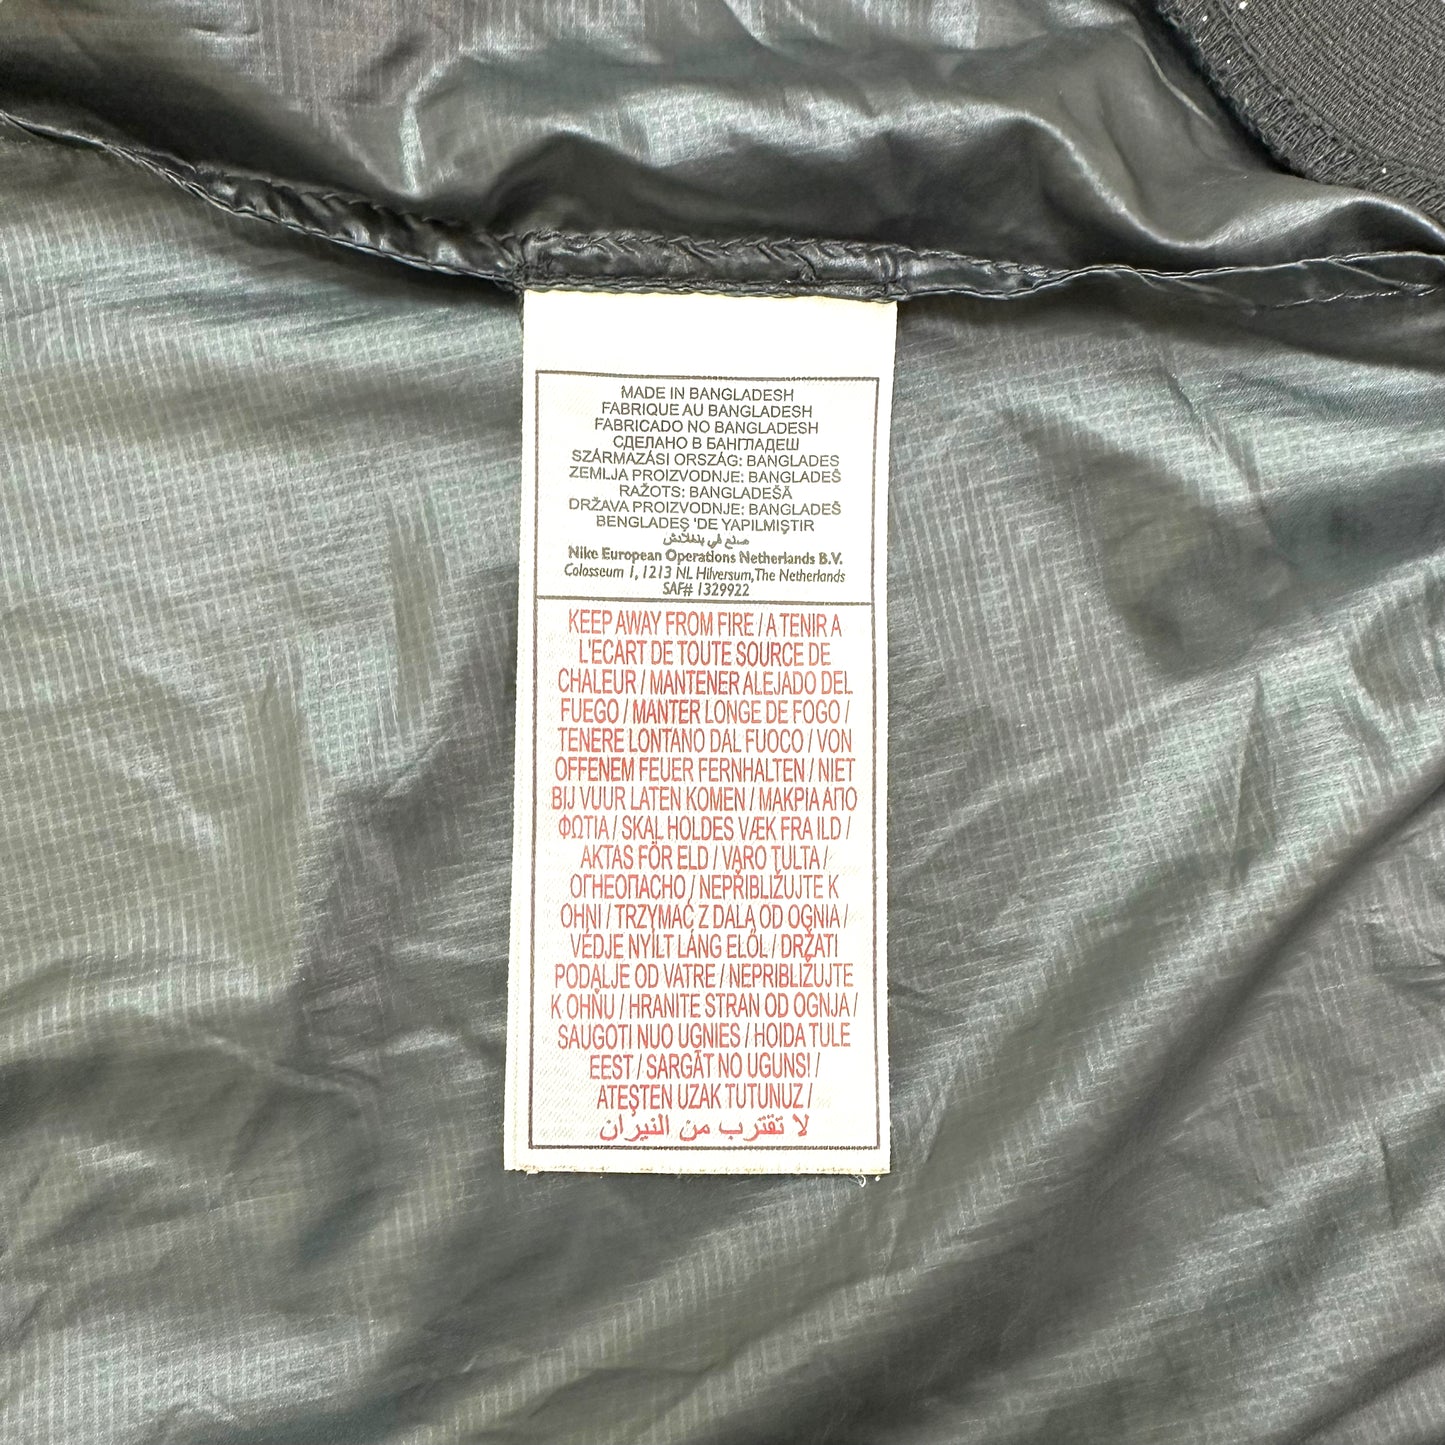 MADE IN BANGLADESH
FABRIQUE AU BANGLADESH
FABRICADO NO BANGLADESH
СДЕЛАНО В БАНГЛАДЕШ
SZÁRMAZÁSI ORSZÁG: BANGLADES
ZEMLJA PROIZVODNJE: BANGLADEŠ
RAŽOTS: BANGLADEŠĀ
DRŽAVA PROIZVODNJE: BANGLADEŠ
BENGLADEŞ 'DE YAPILMIŞTIR
صنع في بنغلادش
Nike European Operations Netherlands B.V.
Colosseum 1, 1213 NL Hilversum, The Netherlands
SAF# 1329922
KEEP AWAY FROM FIRE / A TENIR A
L'ECART DE TOUTE SOURCE DE
CHALEUR / MANTENER ALEJADO DEL
FUEGO / MANTER LONGE DE FOGO /
TENERE LONTANO DAL FUOCO / VON
OFFENEM FEUER FERNHALTEN / NIET
BIJ VUUR LATEN KOMEN / ΜΑΚΡΙΑ ΑΠΟ
ΦΩΤΙΑ / SKAL HOLDES VÆK FRA ILD /
AKTAS FÖR ELD / VARO TULTA /
ОГНЕОПАСНО / NEPŘIBLIŽUJTE K
OHNI / TRZYMAĆ Z DALA OD OGNIA /
VÉDJE NYÍLT LÁNG ELŐL / DRŽATI
PODALJE OD VATRE / NEPRIBLIŽUJTE
K OHŇU / HRANITE STRAN OD OGNJA /
SAUGOTI NUO UGNIES / HOIDA TULE
EEST / SARGĀT NO UGUNS! /
ATEŞTEN UZAK TUTUNUZ /
لا تقترب من النيران